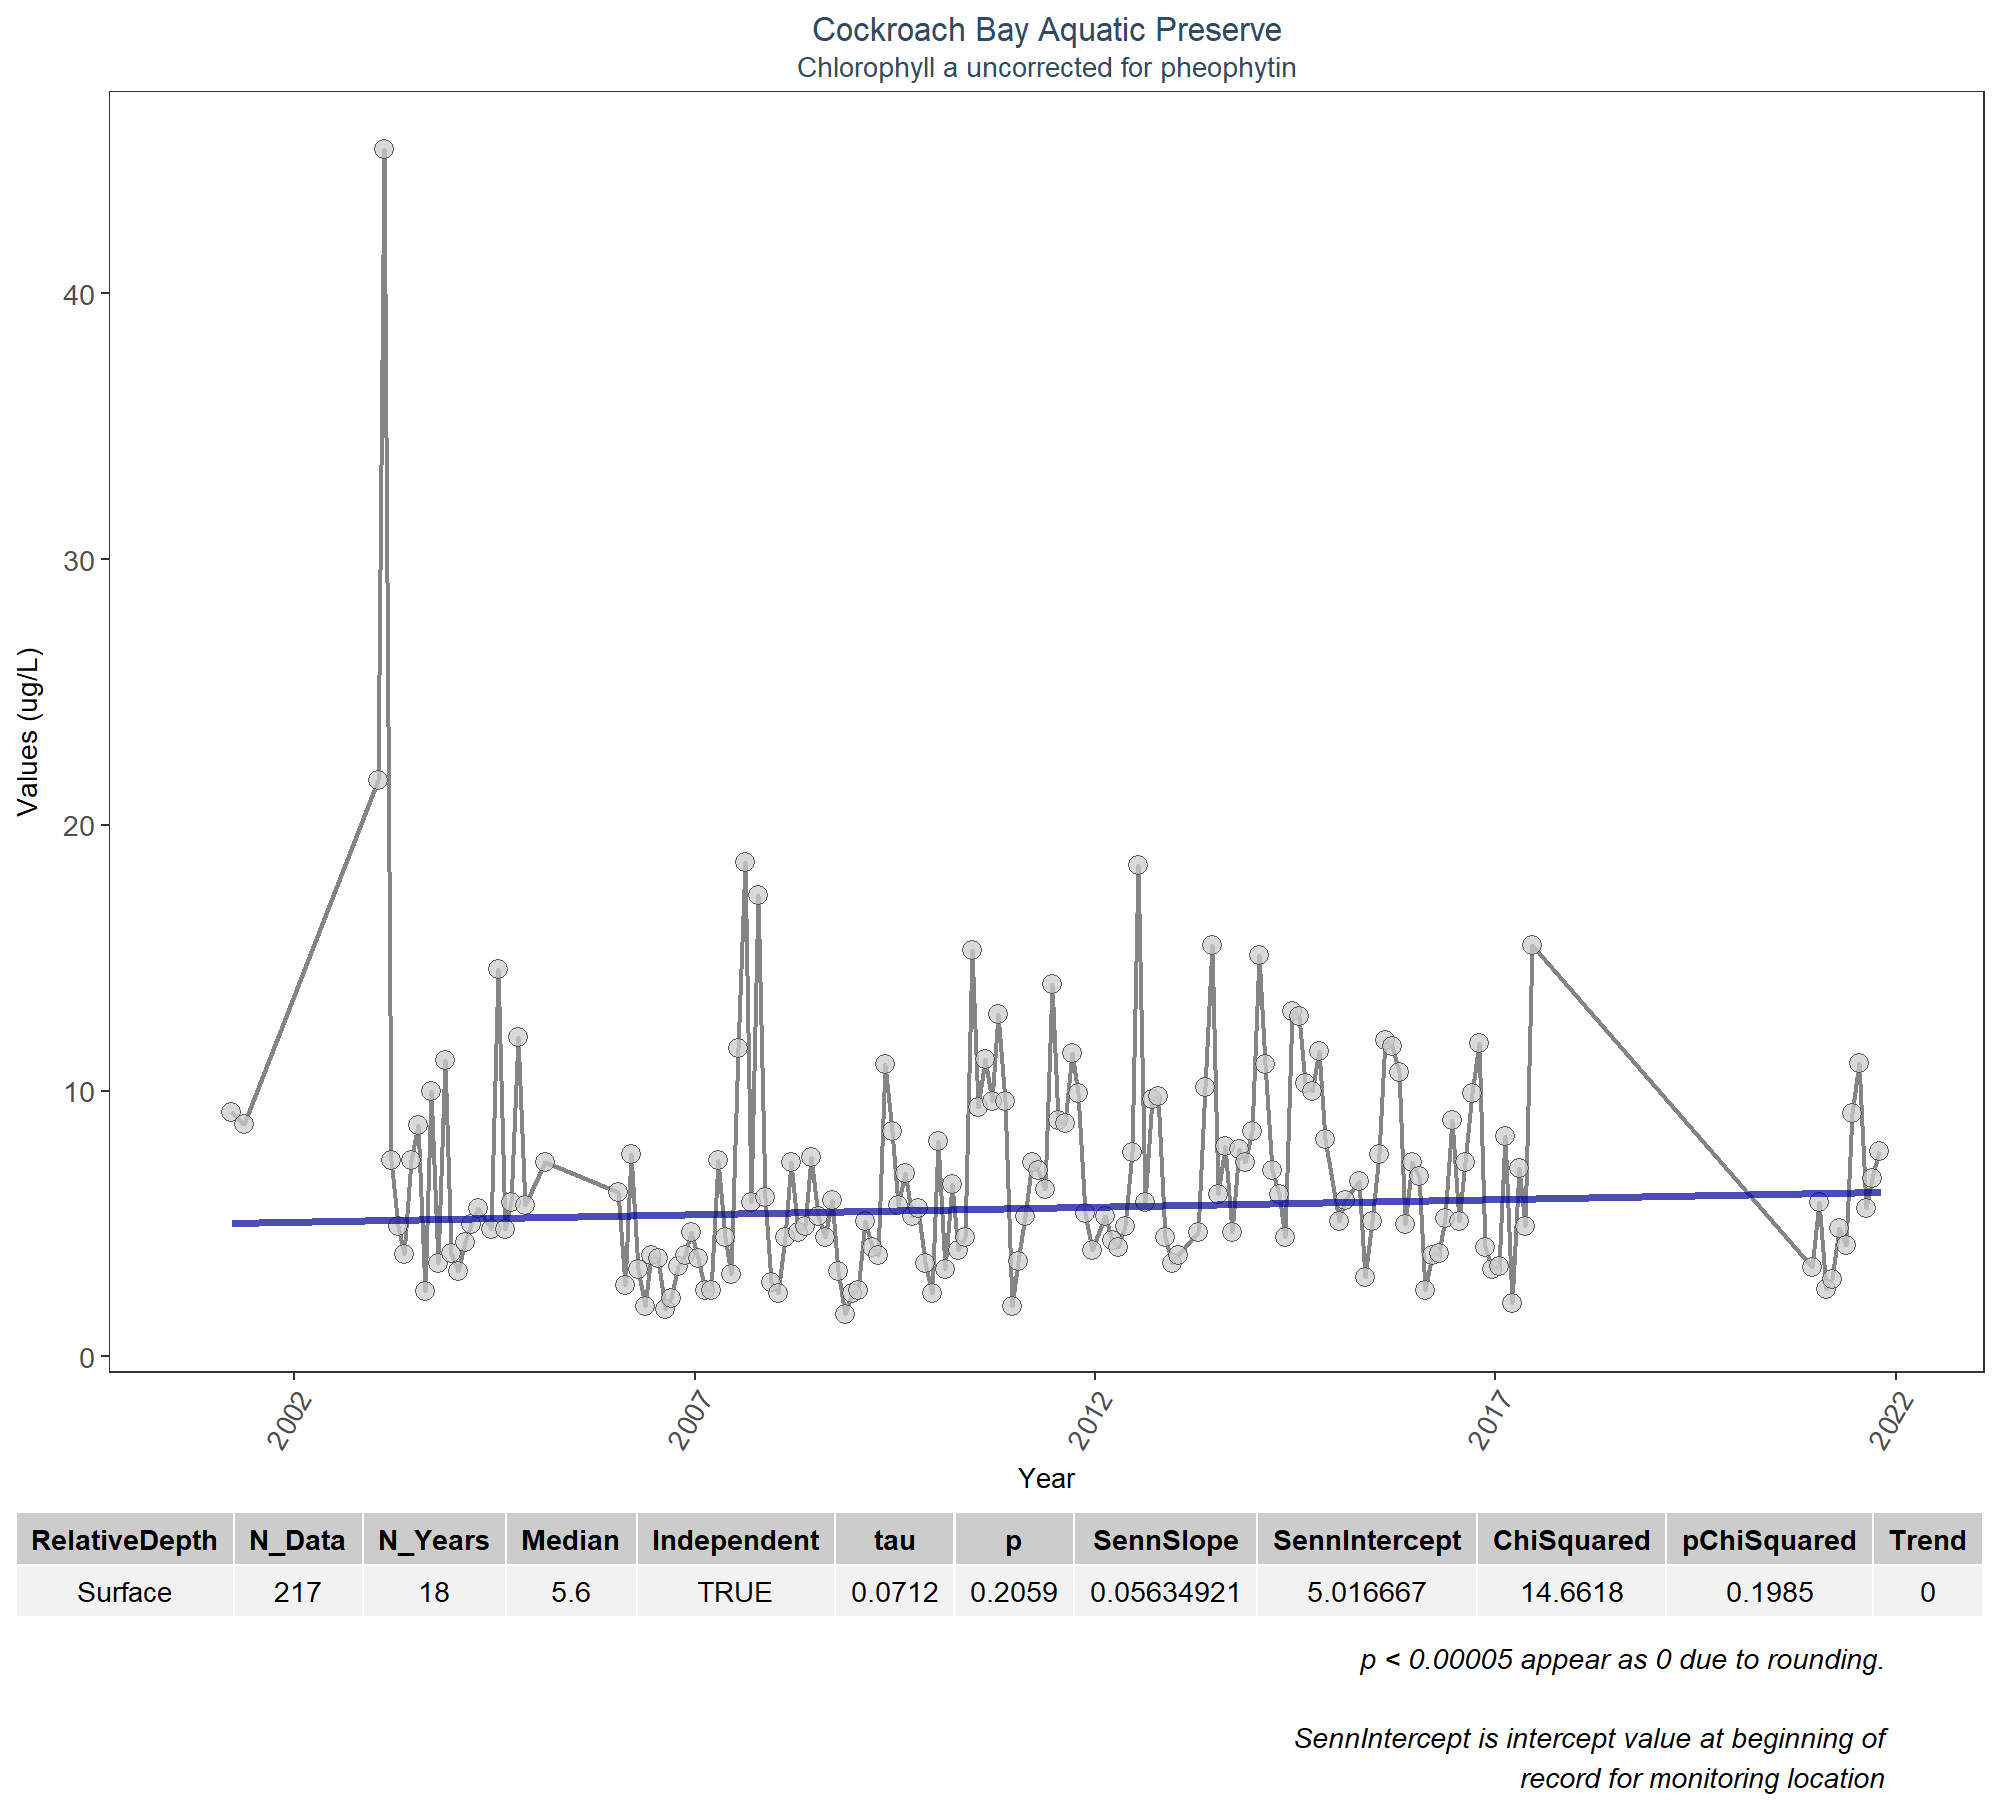 Cockroach Bay Aquatic Preserve
Chlorophyll a uncorrected for pheophytin
Values (ug/L)
40
30
20
10
0
2002 2007 2012 2017 2022
Year
RelativeDepth N_Data N_Years Median Independent tau p SennSlope SennIntercept ChiSquared pChiSquared Trend
Surface 217 18 5.6 TRUE 0.0712 0.2059 0.05634921 5.016667 14.6618 0.1985 0
p < 0.00005 appear as 0 due to rounding.
SennIntercept is intercept value at beginning of
record for monitoring location